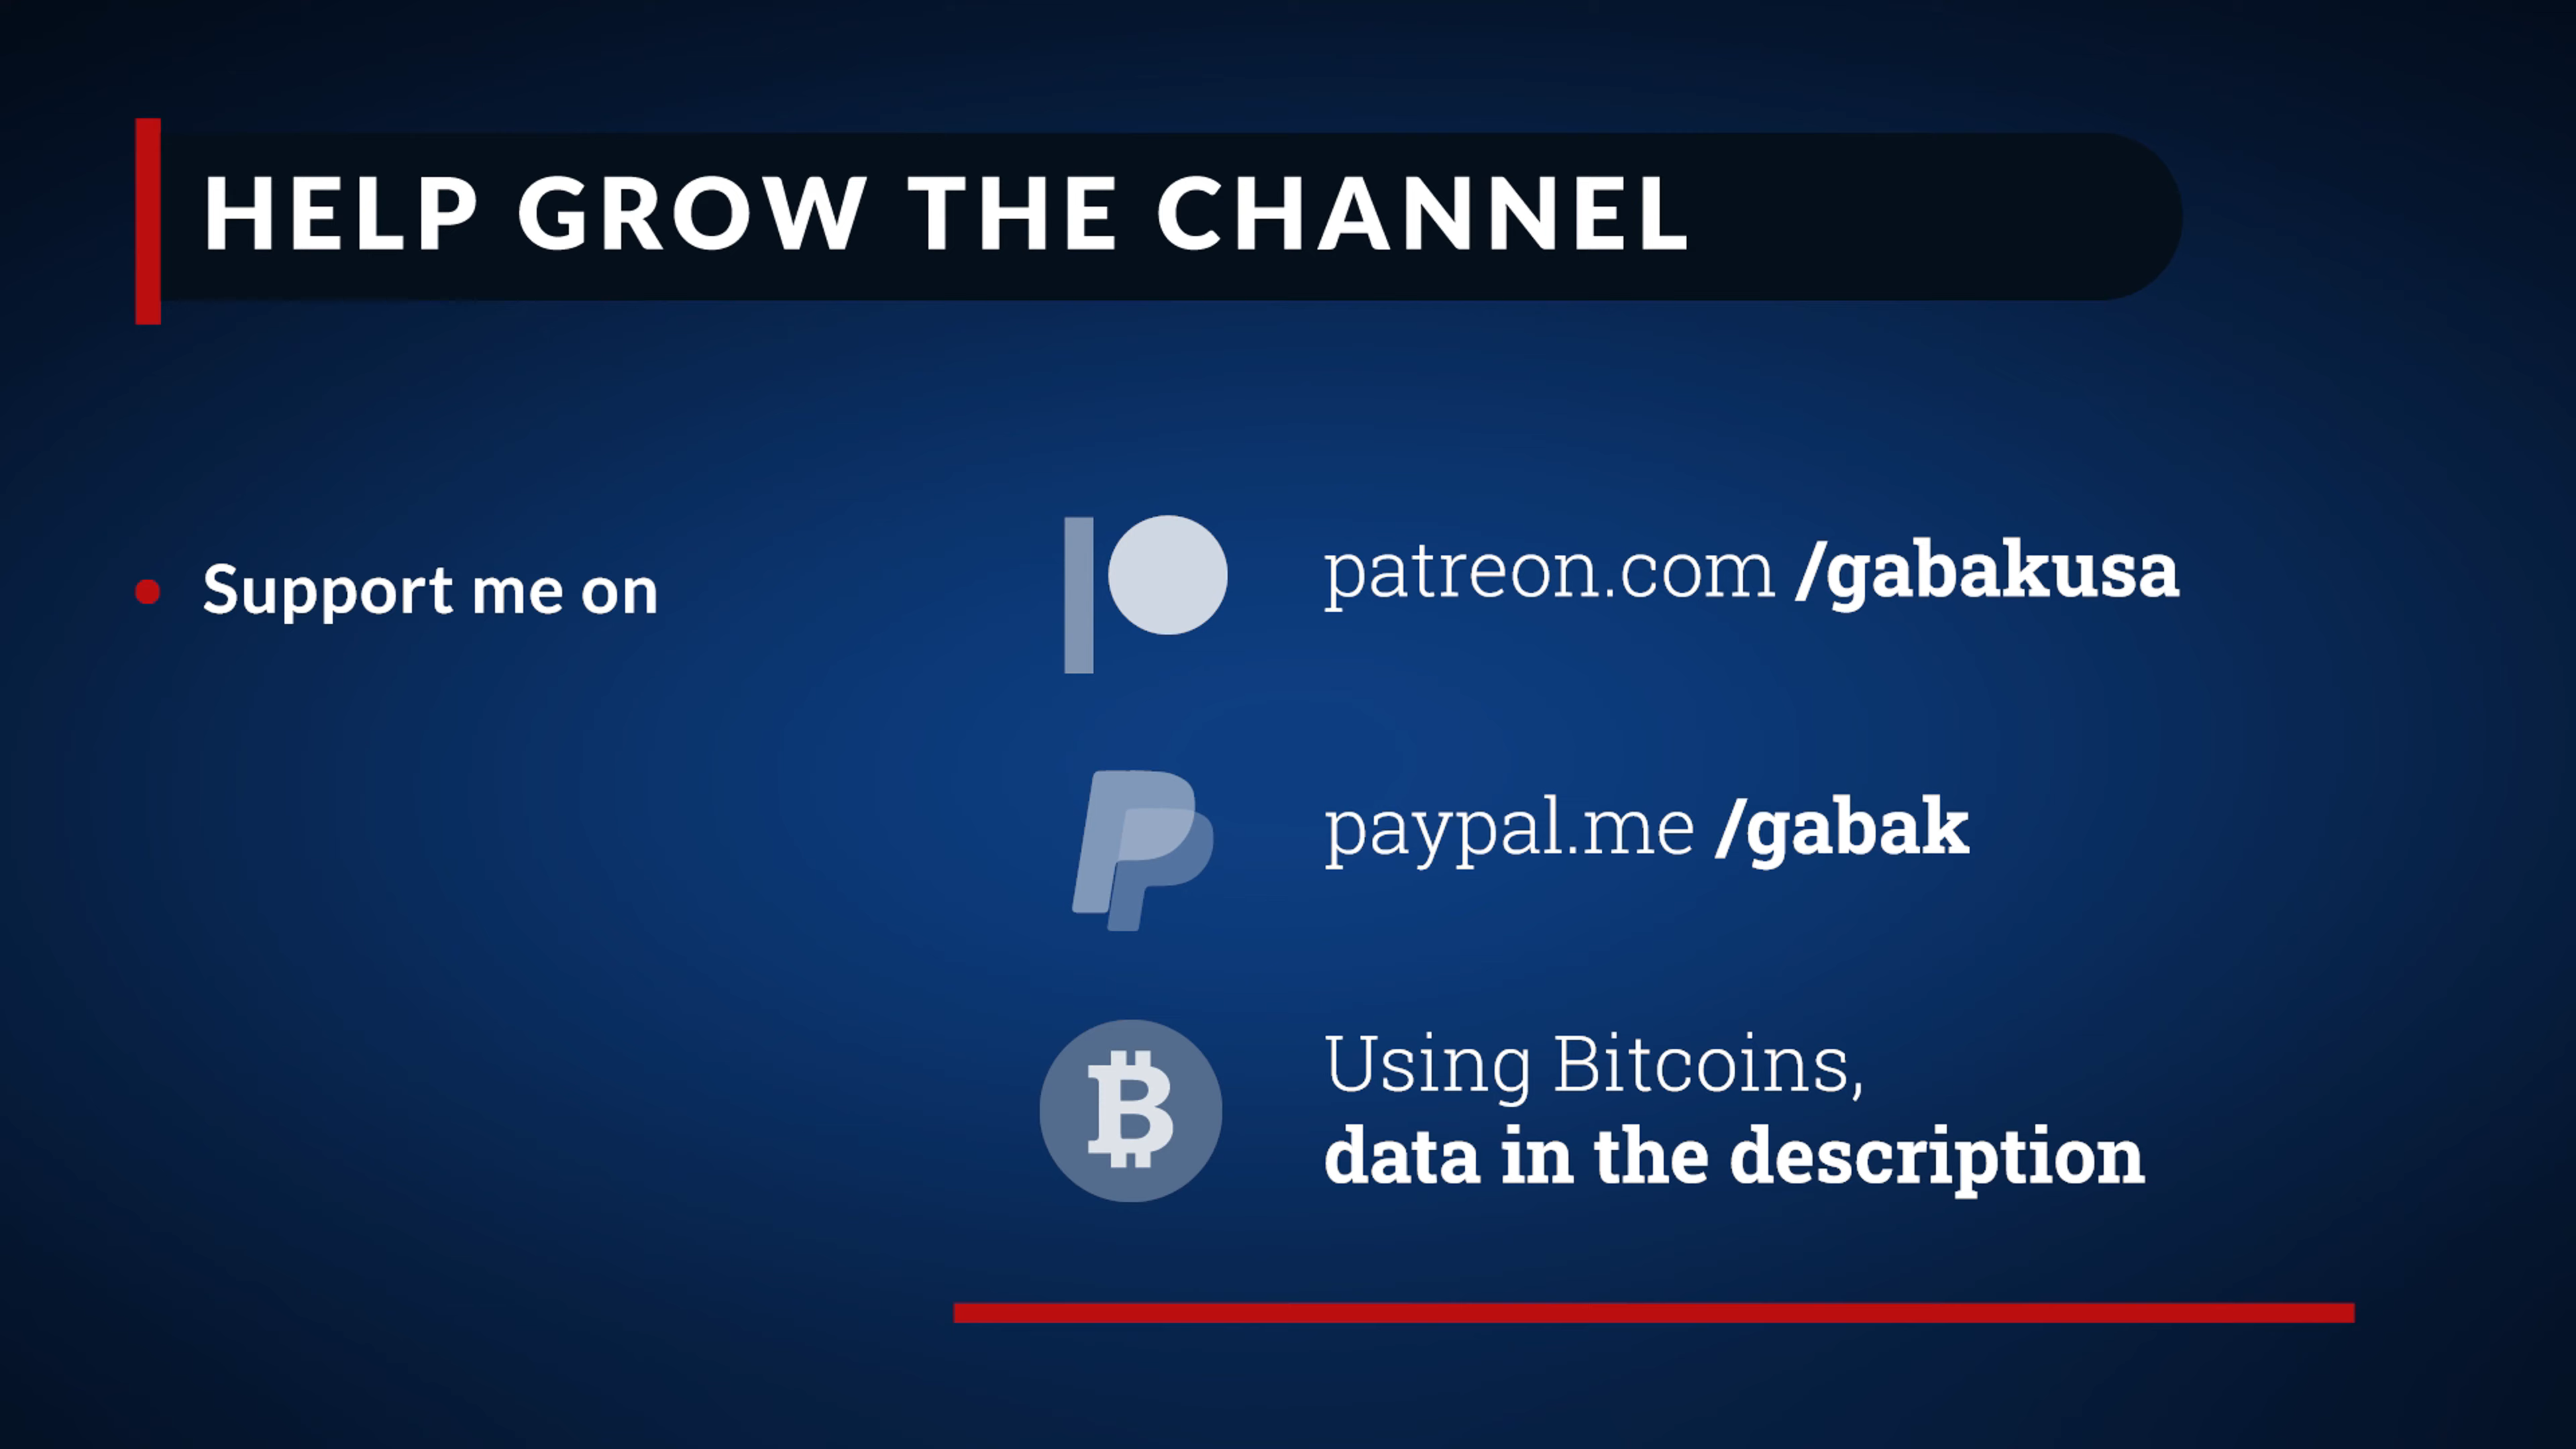 HELP GROW THE CHANNEL
Support me on
patreon.com /gabakusa
paypal.me /gabak
Using Bitcoins,
data in the description